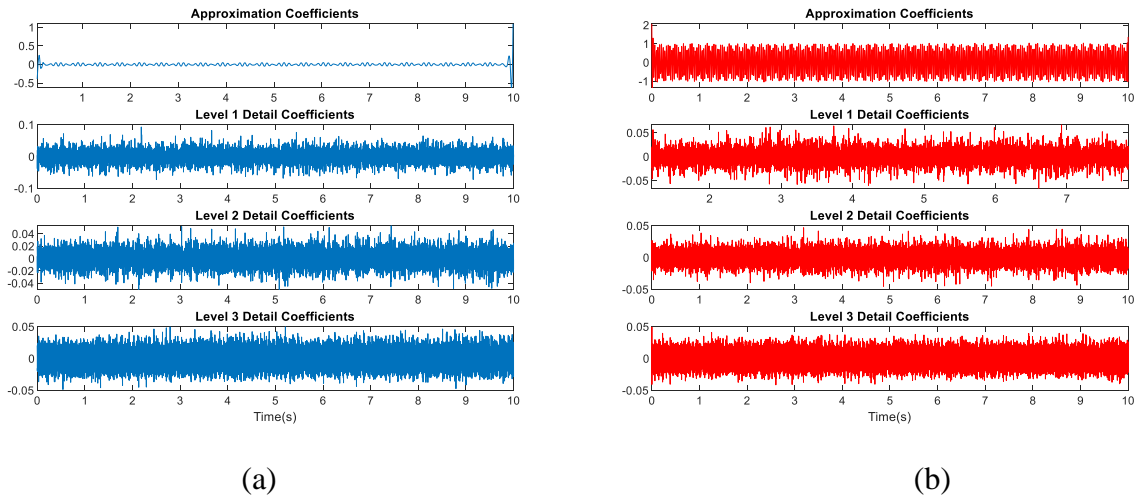 Approximation Coefficients
1
0.5
0
-0.5
1 2 3 4 5 6 7 8 9 10
Level 1 Detail Coefficients
0.1
0
-0.1
0 1 2 3 4 5 6 7 8 9 10
Level 2 Detail Coefficients
0.04
0.02
0
-0.02
-0.04
0 1 2 3 4 5 6 7 8 9 10
Level 3 Detail Coefficients
0.05
0
-0.05
0 1 2 3 4 5 6 7 8 9 10
Time(s)
(a)
Approximation Coefficients
2
1
0
-1
0 1 2 3 4 5 6 7 8 9 10
Level 1 Detail Coefficients
0.05
0
-0.05
2 3 4 5 6 7
Level 2 Detail Coefficients
0.05
0
-0.05
0 1 2 3 4 5 6 7 8 9 10
Level 3 Detail Coefficients
0.05
0
-0.05
0 1 2 3 4 5 6 7 8 9 10
Time(s)
(b)